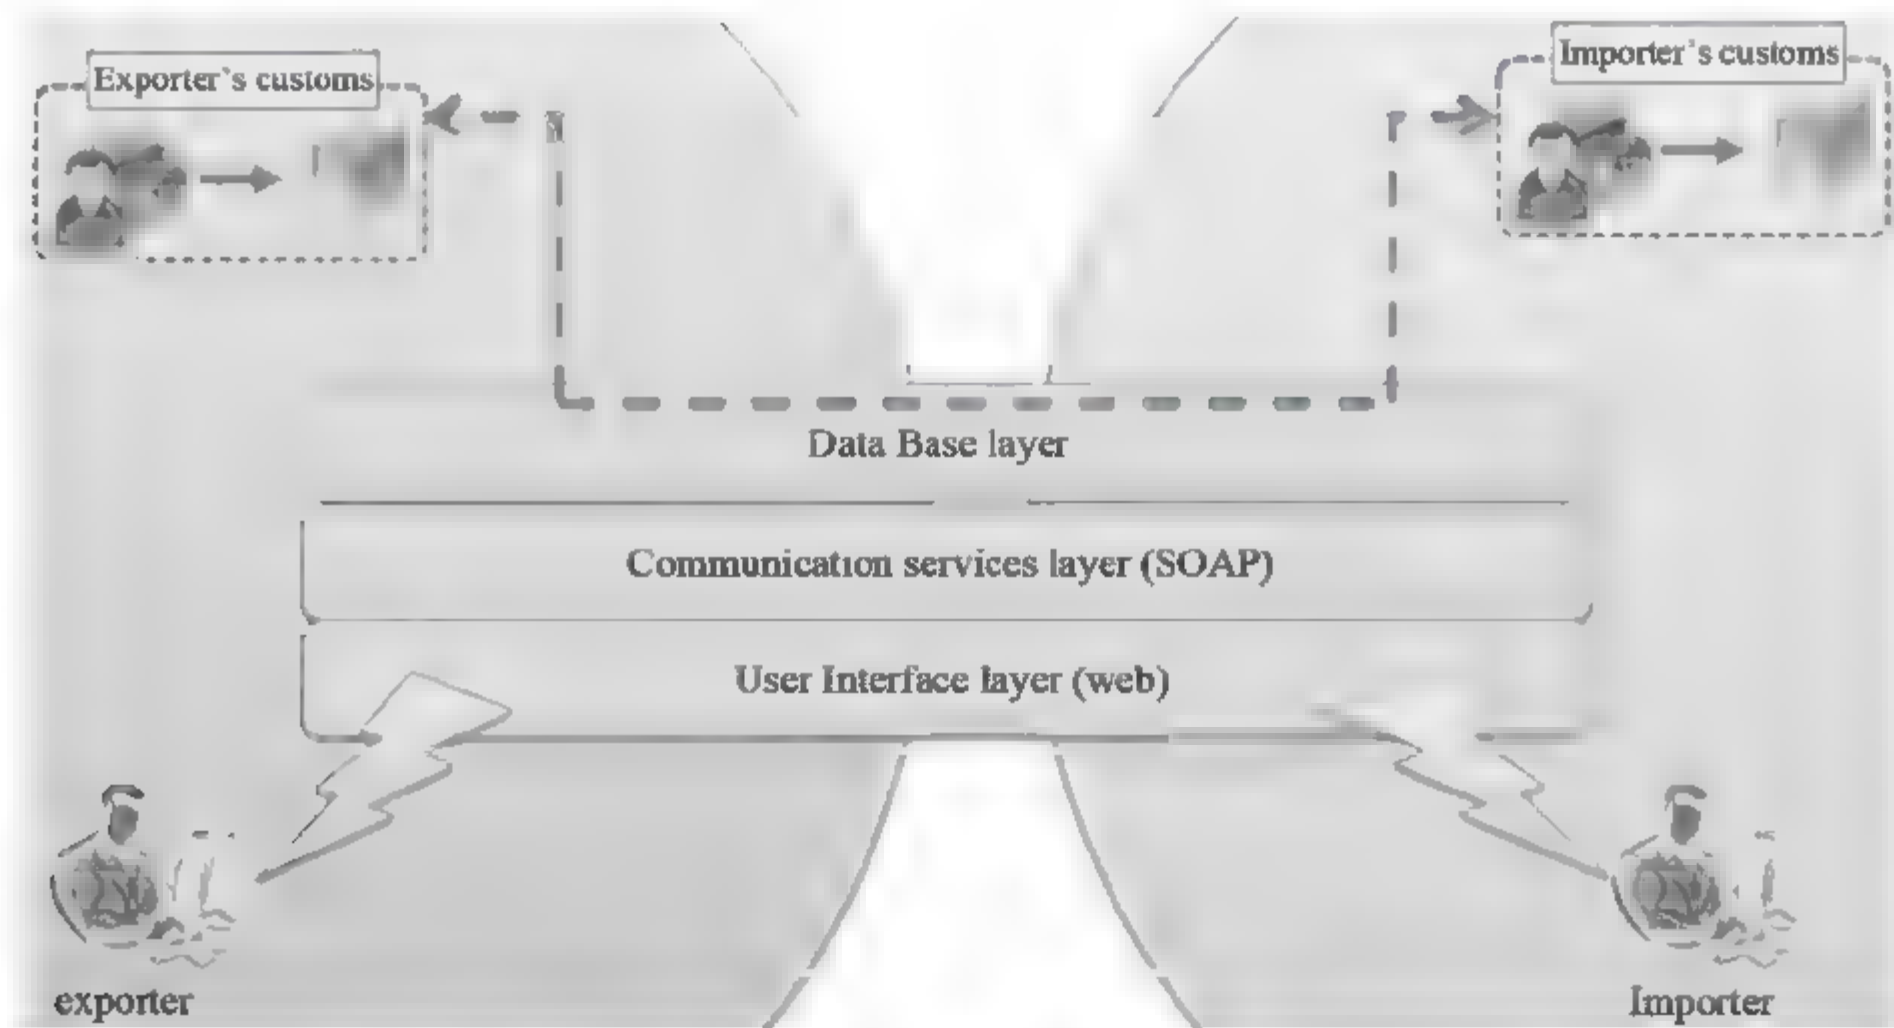 Exporter's customs
Importer's customs
Data Base layer
Communication services layer (SOAP)
User Interface layer (web)
exporter
Importer